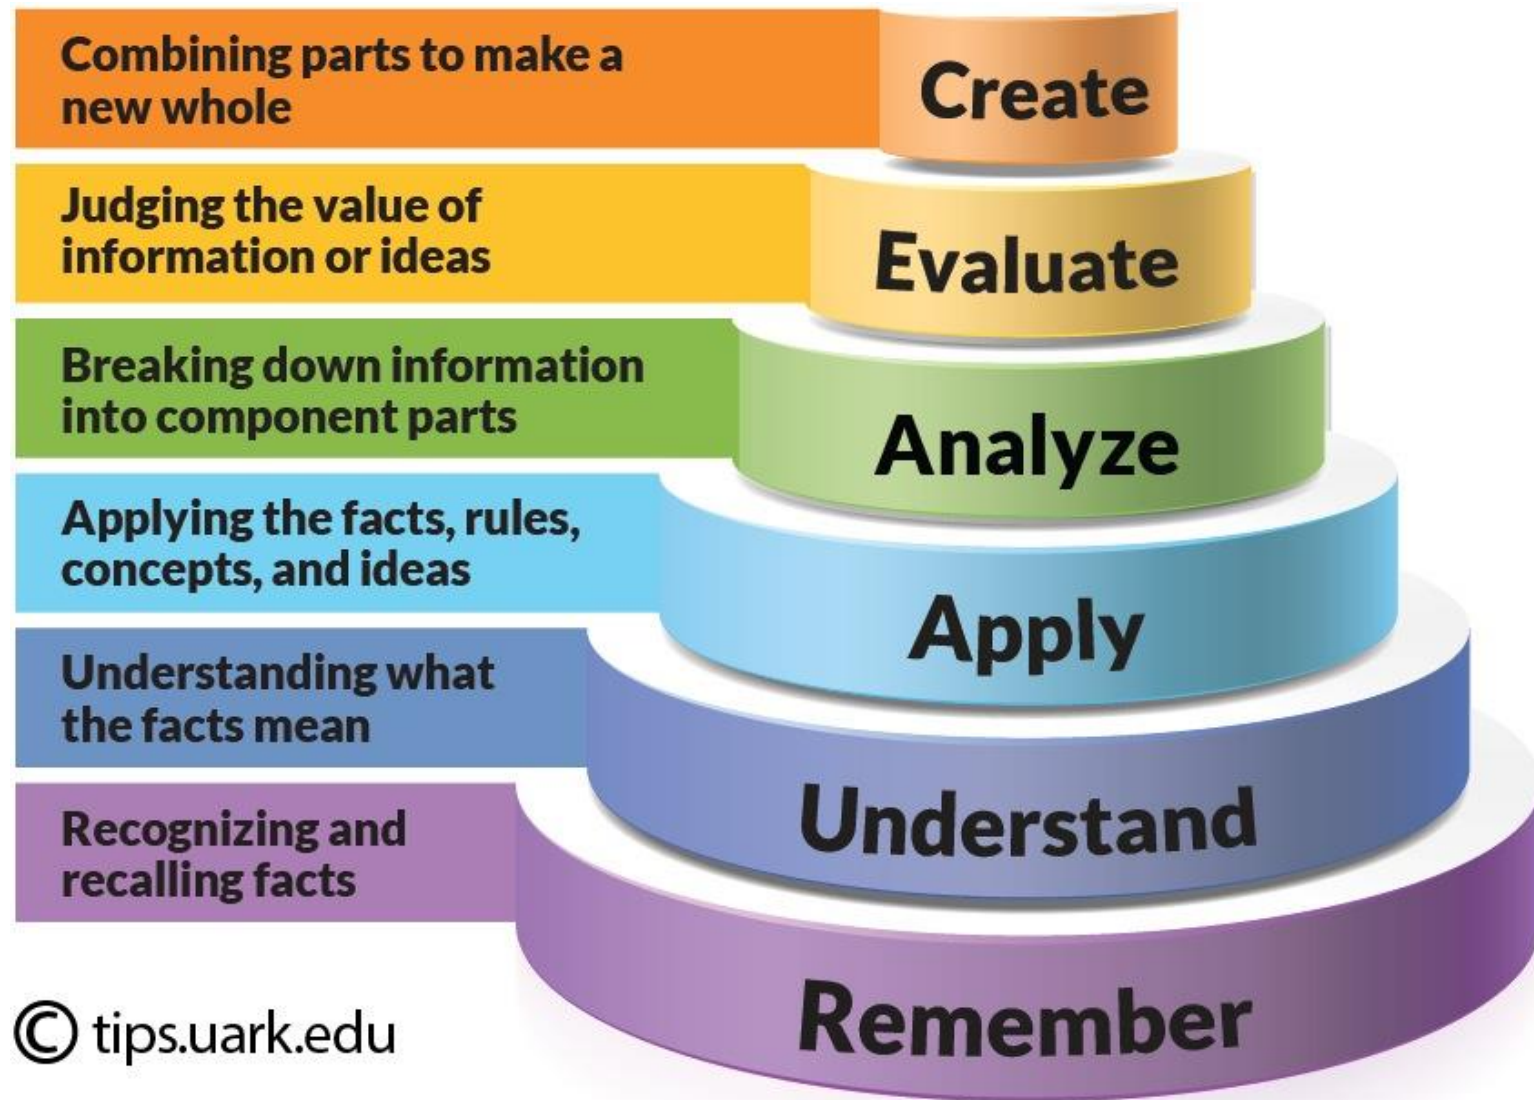 Combining parts to make a
new whole
Create
Judging the value of
information or ideas
Evaluate
Breaking down information
into component parts
Analyze
Applying the facts, rules,
concepts, and ideas
Apply
Understanding what
the facts mean
Understand
Recognizing and
recalling facts
Remember
© tips.uark.edu